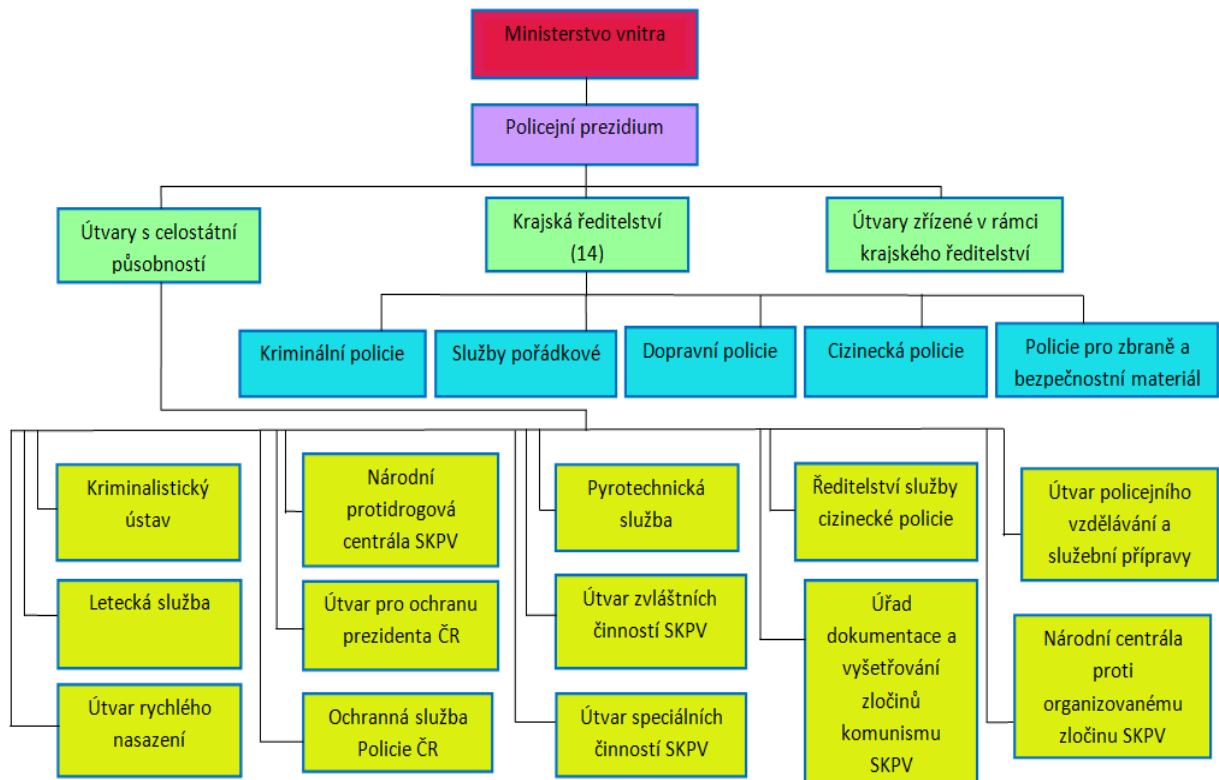 Ministerstvo vnitra
Policejní prezidium
Útvary s celostátní
působností
Krajská ředitelství
(14)
Útvary zřízené v rámci
krajského ředitelství
Kriminální policie
Služby pořádkové
Dopravní policie
Cizinecká policie
Policie pro zbraně a
bezpečnostní materiál
Kriminalistický
ústav
Národní
protidrogová
centrála SKPV
Pyrotechnická
služba
Ředitelství služby
cizinecké policie
Útvar policejního
vzdělávání a
služební přípravy
Letecká služba
Útvar pro ochranu
prezidenta ČR
Útvar zvláštních
činností SKPV
Úřad
dokumentace a
vyšetřování
zločinů
komunismu
SKPV
Národní centrála
proti
organizovanému
zločinu SKPV
Útvar rychlého
nasazení
Ochranná služba
Policie ČR
Útvar speciálních
činností SKPV